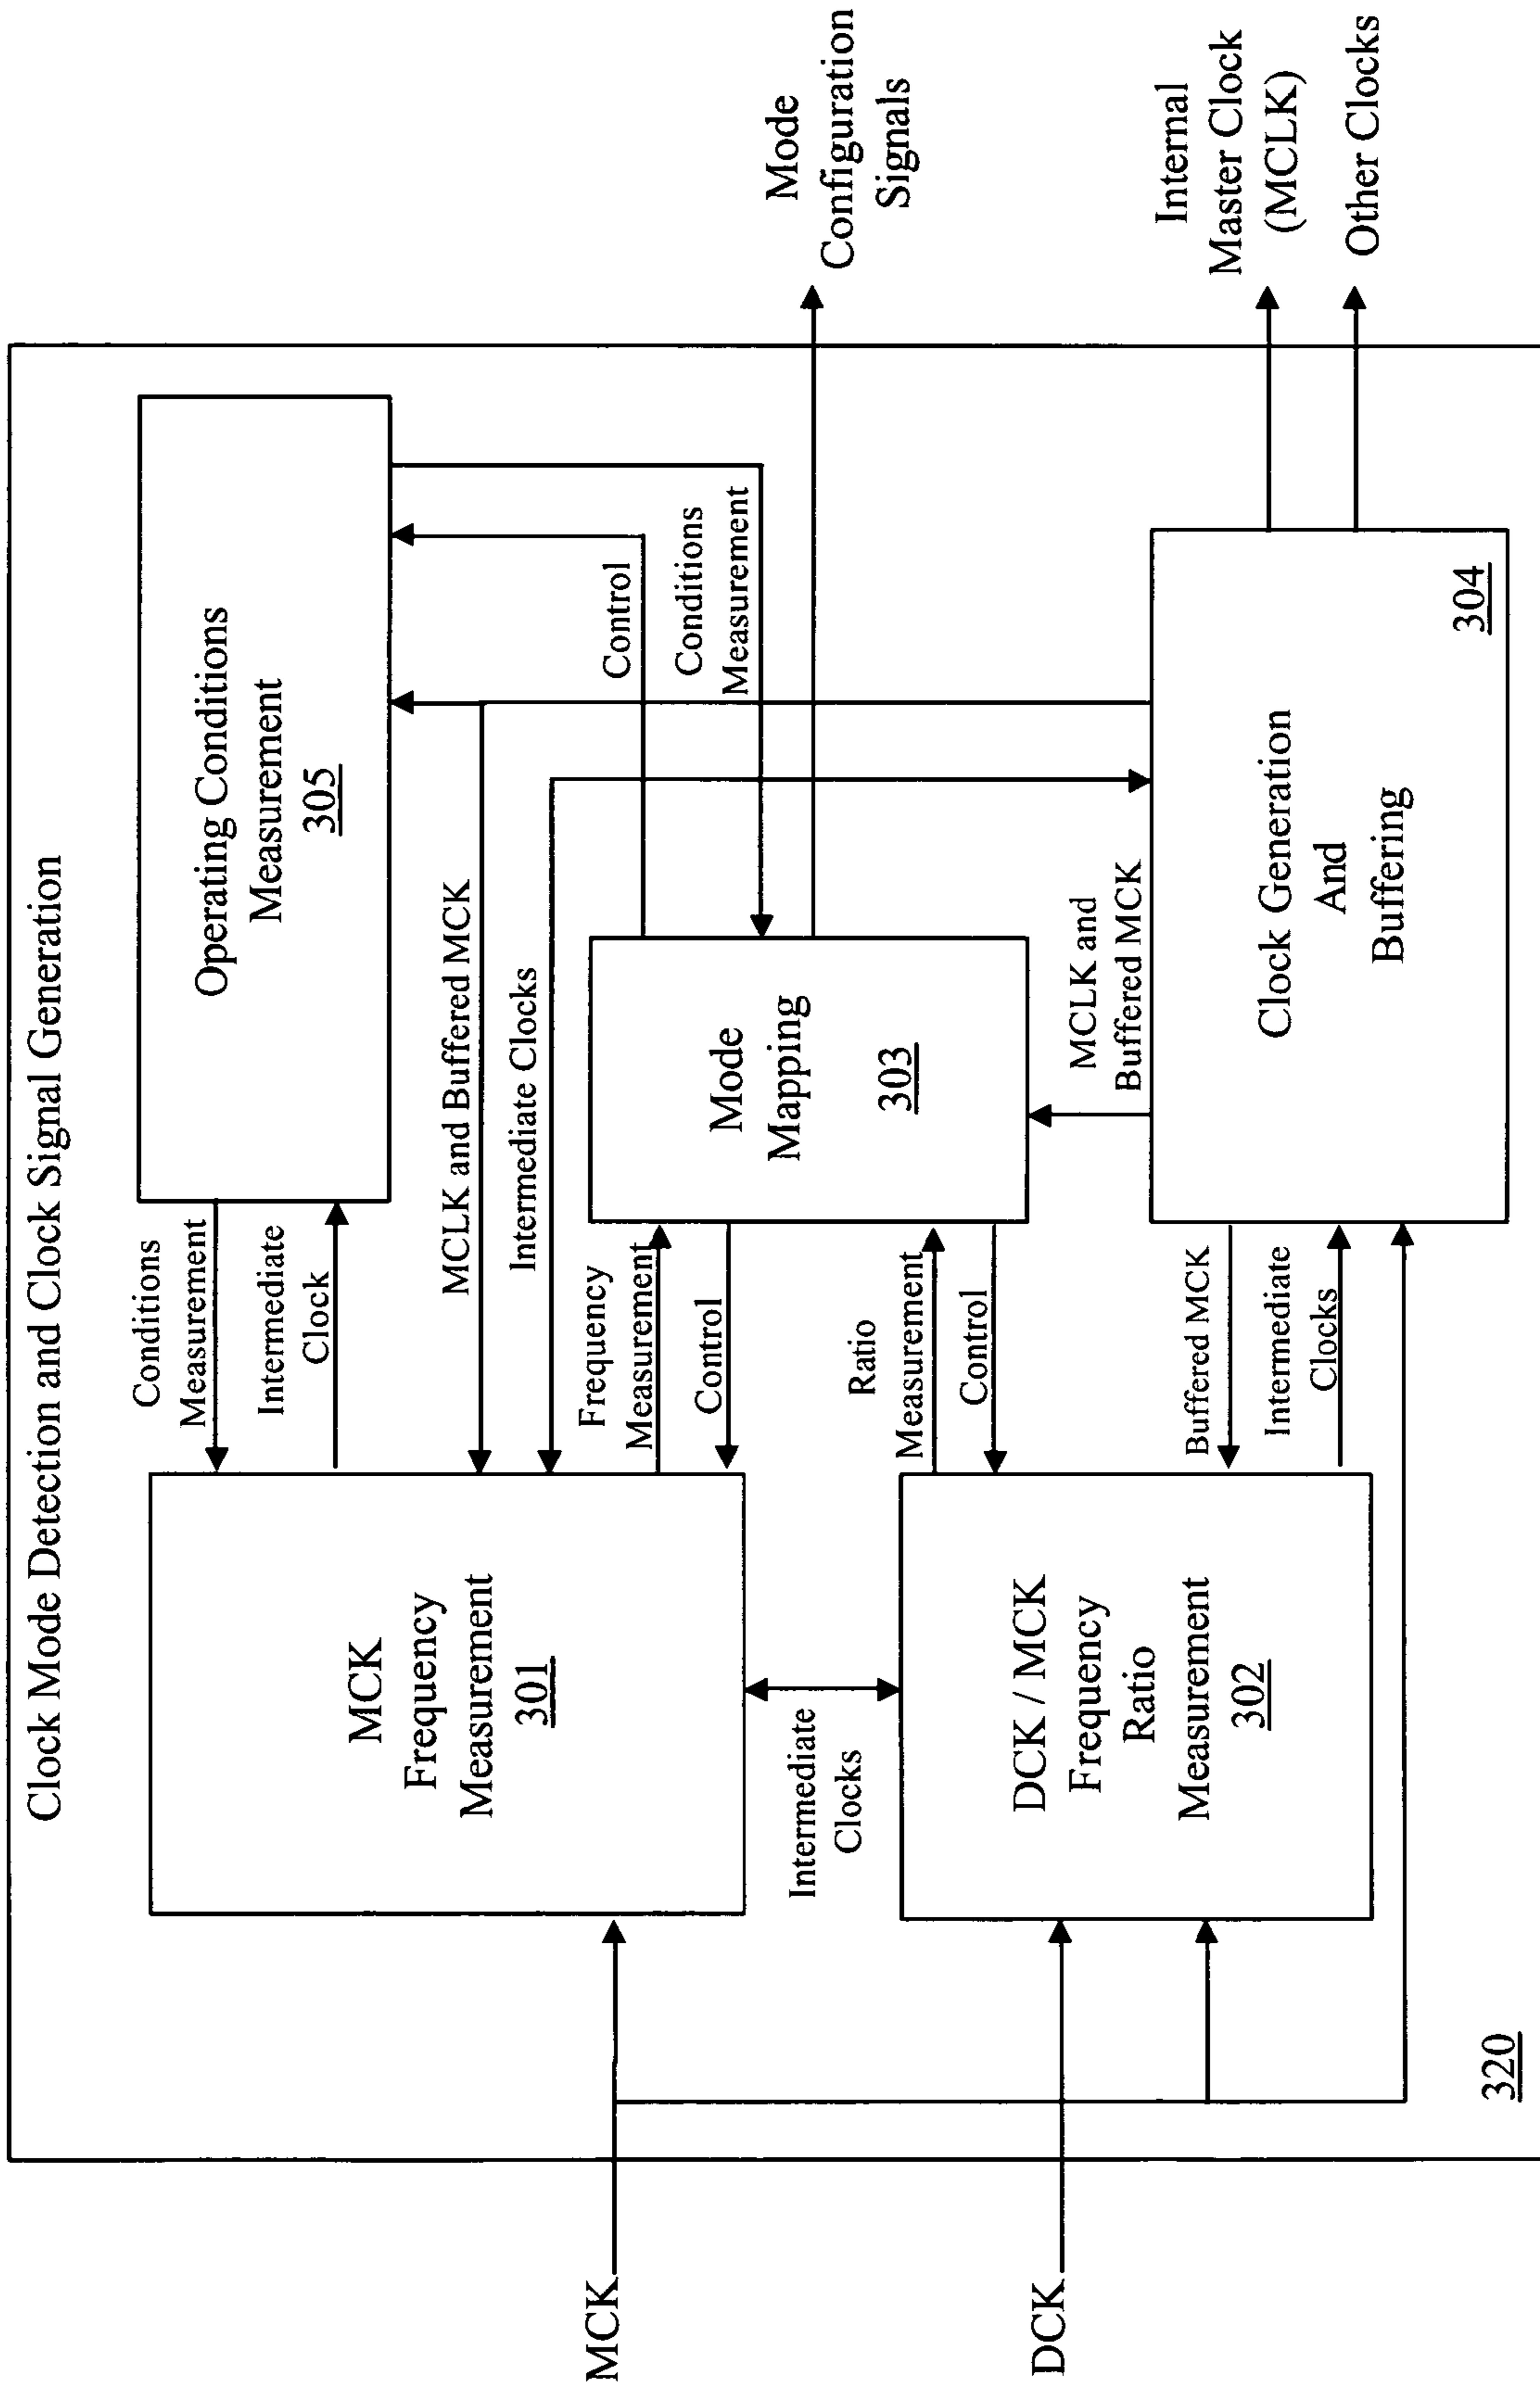 Clock Mode Detection and Clock Signal Generation
MCK
DCK
MCK
Frequency
Measurement
301
Conditions
Measurement
Intermediate
Clock
Operating Conditions
Measurement
305
MCLK and Buffered MCK
Intermediate Clocks
Control
Conditions
Measurement
Frequency
Measurement
Control
Mode
Mapping
303
Ratio
Measurement
Control
Intermediate
Clocks
DCK / MCK
Frequency
Ratio
Measurement
302
MCLK and
Buffered MCK
Buffered MCK
Intermediate
Clocks
Clock Generation
And
Buffering
304
320
Mode
Configuration
Signals
Internal
Master Clock
(MCLK)
Other Clocks